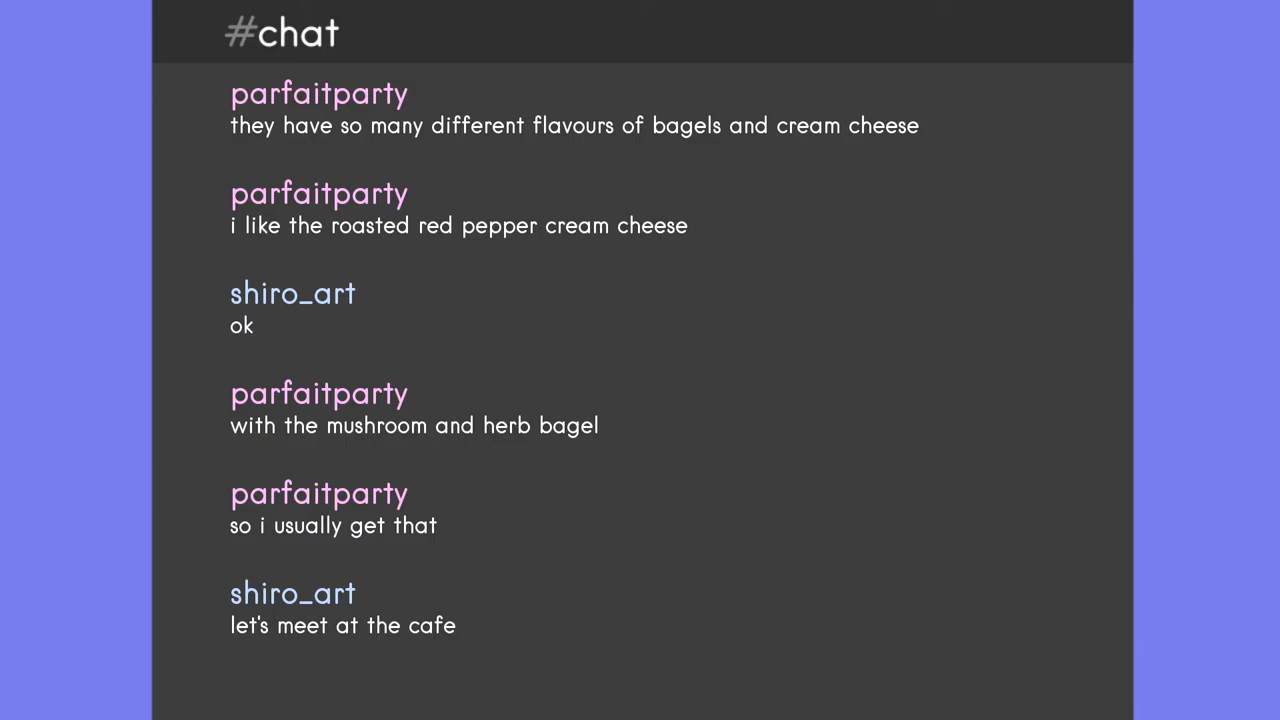 #chat
parfaitparty
they have so many different flavours of bagels and cream cheese
parfaitparty
i like the roasted red pepper cream cheese
shiro_art
ok
parfaitparty
with the mushroom and herb bagel
parfaitparty
so i usually get that
shiro_art
let's meet at the cafe